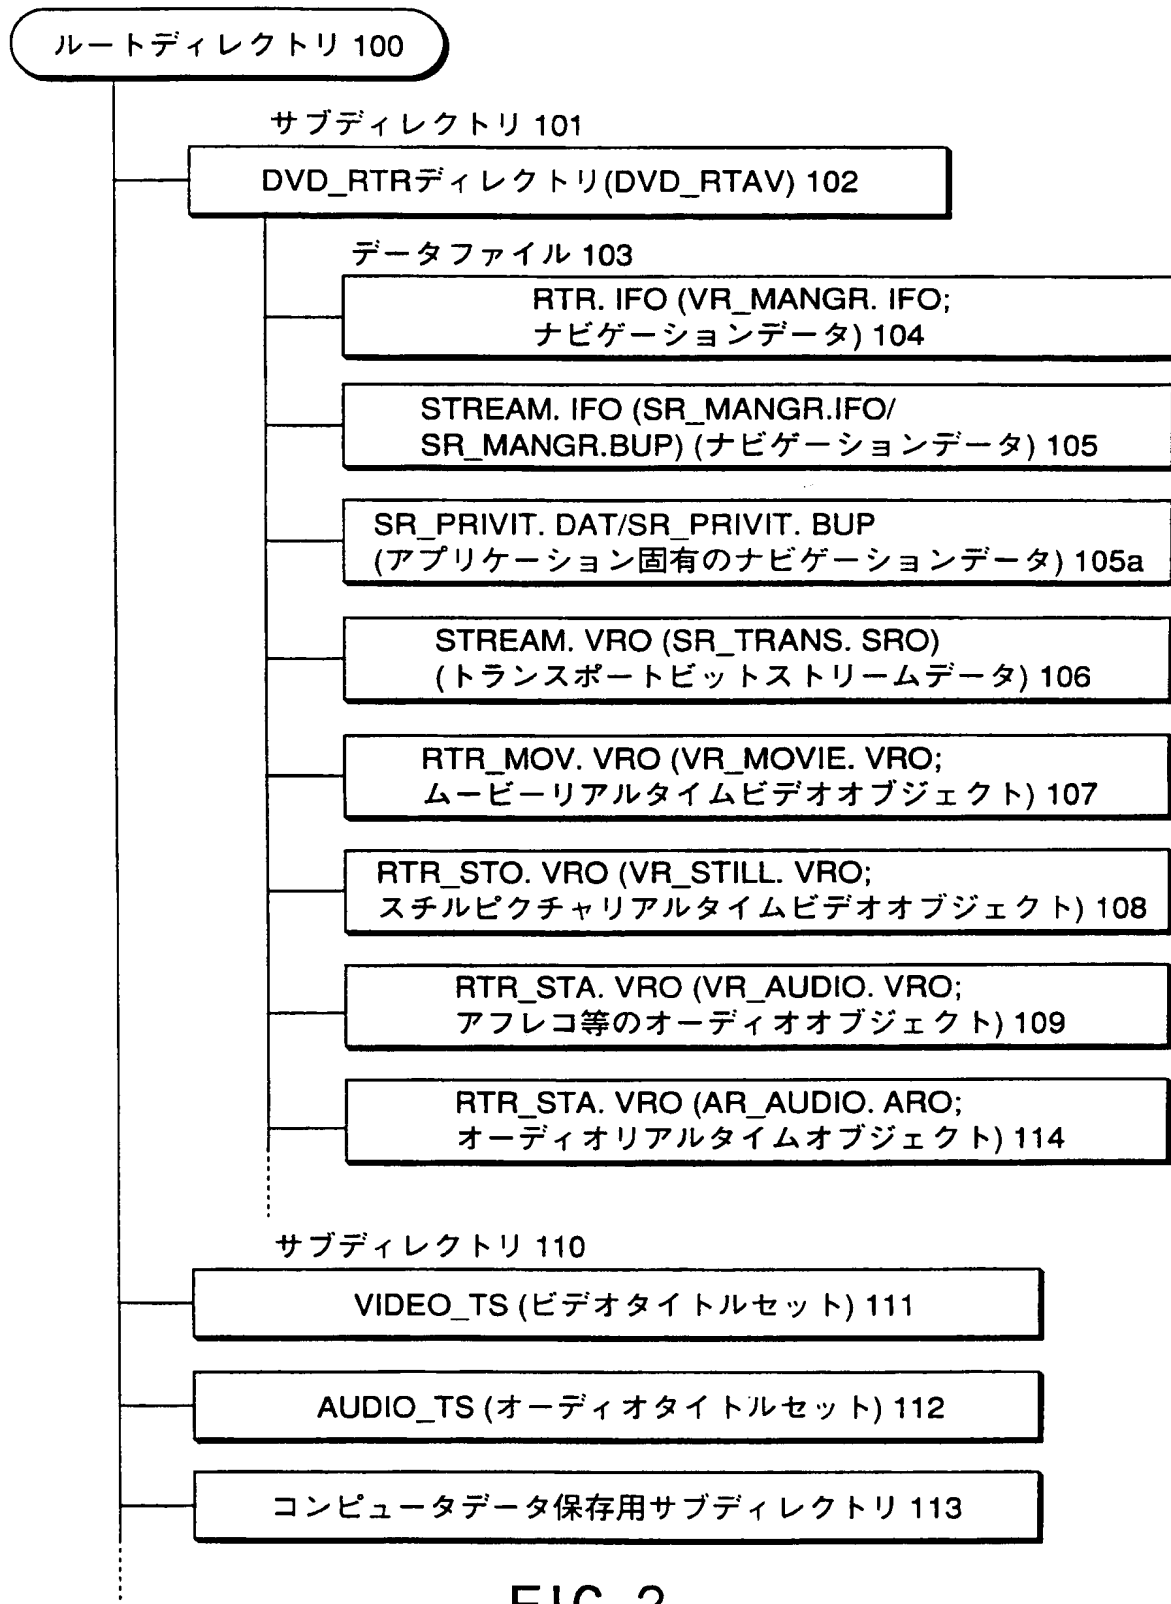 ルートディレクトリ 100
サブディレクトリ 101
DVD_RTRディレクトリ(DVD_RTAV) 102
データファイル 103
RTR. IFO (VR_MANGR. IFO;
ナビゲーションデータ) 104
STREAM. IFO (SR_MANGR.IFO/
SR_MANGR.BUP) (ナビゲーションデータ) 105
SR_PRIVIT. DAT/SR_PRIVIT. BUP
(アプリケーション固有のナビゲーションデータ) 105a
STREAM. VRO (SR_TRANS. SRO)
(トランスポートビットストリームデータ) 106
RTR_MOV. VRO (VR_MOVIE. VRO;
ムービーリアルタイムビデオオブジェクト) 107
RTR_STO. VRO (VR_STILL. VRO;
スチルピクチャリアルタイムビデオオブジェクト) 108
RTR_STA. VRO (VR_AUDIO. VRO;
アフレコ等のオーディオオブジェクト) 109
RTR_STA. VRO (AR_AUDIO. ARO;
オーディオリアルタイムオブジェクト) 114
サブディレクトリ 110
VIDEO_TS (ビデオタイトルセット) 111
AUDIO_TS (オーディオタイトルセット) 112
コンピュータデータ保存用サブディレクトリ 113
FIG. 2